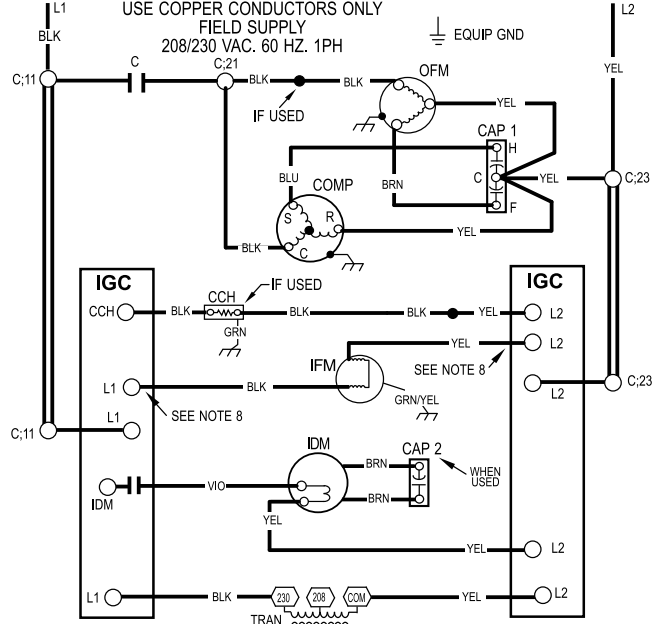 L1
USE COPPER CONDUCTORS ONLY
FIELD SUPPLY
208/230 VAC. 60 HZ. 1PH
L2
BLK
EQUIP GND
C
C;21
OFM
YEL
C;11
BLK
BLK
IF USED
YEL
CAP 1
H
BLU
COMP
BRN
C
YEL
C;23
S
R
F
C
YEL
BLK
IGC
IF USED
IGC
CCH
BLK
CCH
BLK
BLK
YEL
L2
GRN
YEL
L2
IFM
SEE NOTE 8
L1
BLK
C;23
L2
GRN/YEL
L1
SEE NOTE 8
C;11
IDM
CAP 2
BRN
WHEN
USED
VIO
IDM
BRN
YEL
YEL
L2
L1
BLK
230
208
COM
YEL
L2
TRAN